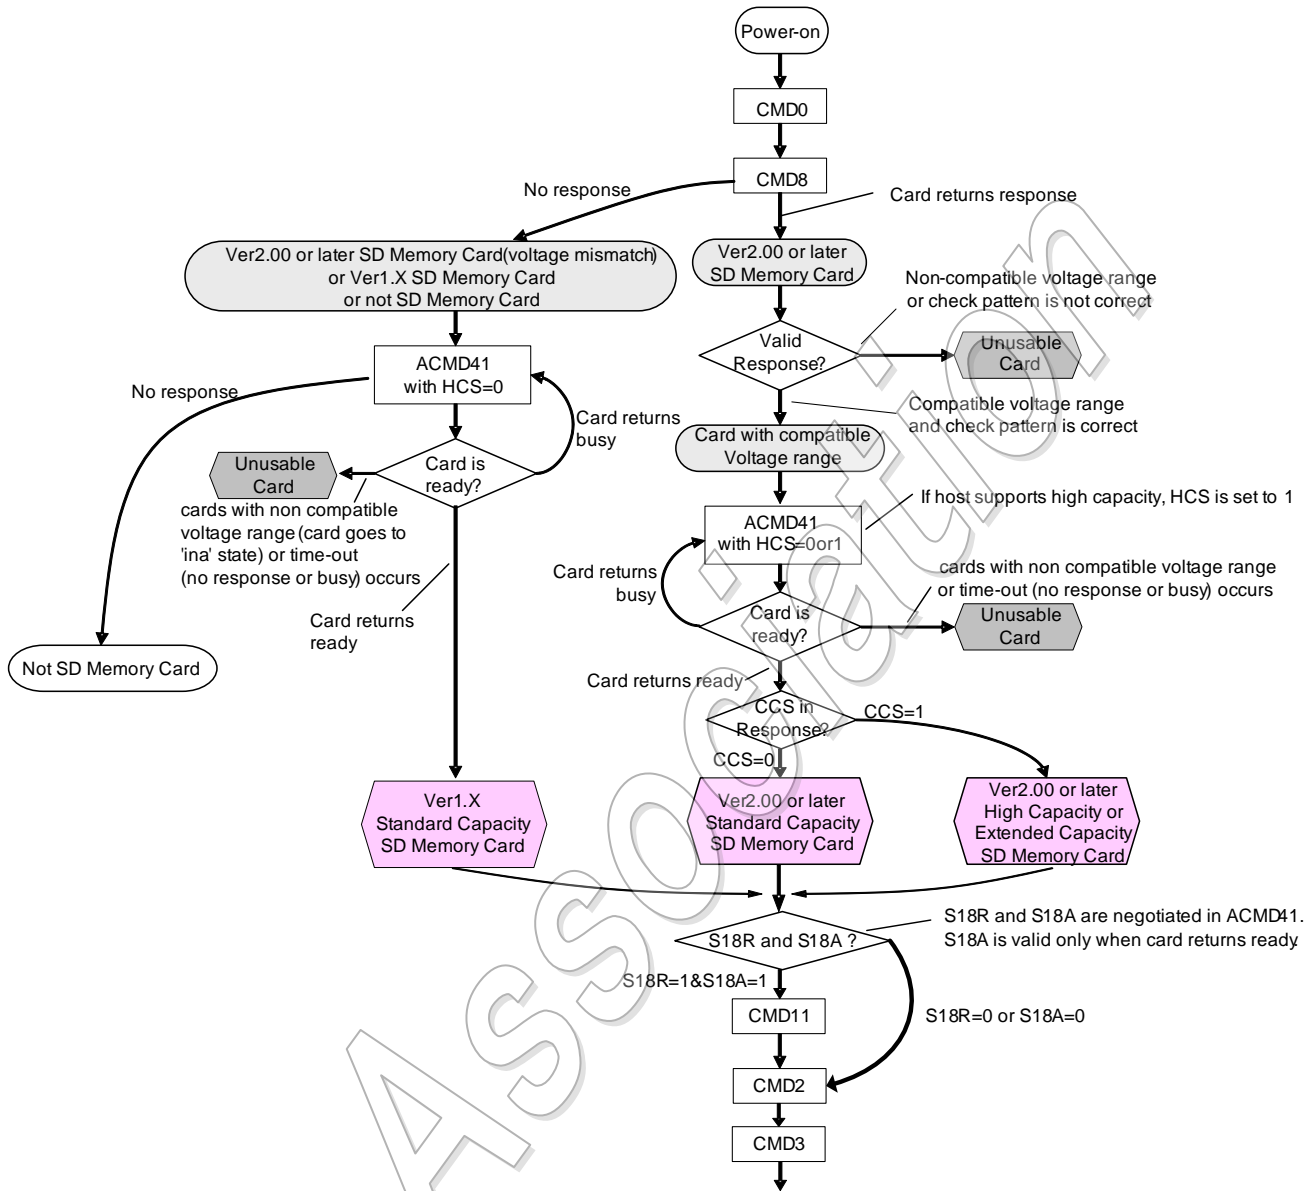 Power-on
CMD0
CMD8
No response
Card returns response
Ver2.00 or later SD Memory Card(voltage mismatch)
or Ver1.X SD Memory Card
or not SD Memory Card
Ver2.00 or later
SD Memory Card
Non-compatible voltage range
or check pattern is not correct
Valid
Response?
Unusable
Card
ACMD41
with HCS=0
No response
Card returns
busy
Compatible voltage range
and check pattern is correct
Card with compatible
Voltage range
Card is
ready?
Unusable
Card
cards with non compatible
voltage range (card goes to
'ina' state) or time-out
(no response or busy) occurs
If host supports high capacity, HCS is set to 1
ACMD41
with HCS=0or1
Card returns
busy
cards with non compatible voltage range
or time-out (no response or busy) occurs
Card is
ready?
Unusable
Card
Card returns
ready
Not SD Memory Card
Card returns ready
CCS in
Response?
CCS=1
CCS=0
Ver1.X
Standard Capacity
SD Memory Card
Ver2.00 or later
Standard Capacity
SD Memory Card
Ver2.00 or later
High Capacity or
Extended Capacity
SD Memory Card
S18R and S18A ?
S18R and S18A are negotiated in ACMD41.
S18A is valid only when card returns ready.
S18R=1&S18A=1
CMD11
S18R=0 or S18A=0
CMD2
CMD3
Association